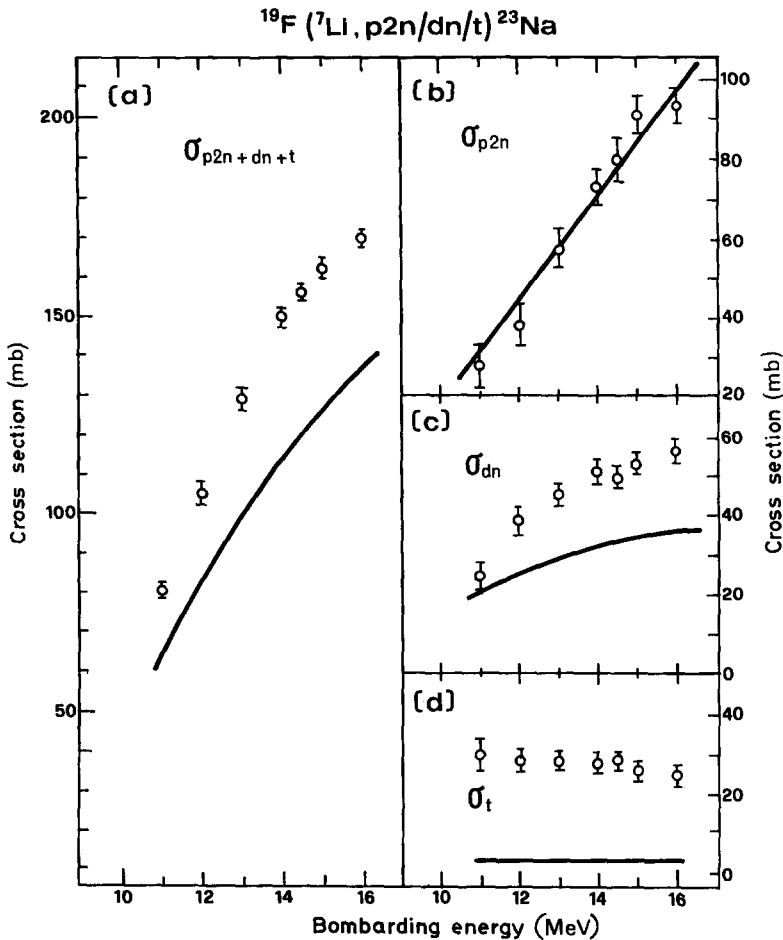 ¹⁹F (⁷Li, p2n/dn/t) ²³Na
[a]
σp2n+dn+t
200
150
100
50
Cross section (mb)
10 12 14 16
[b]
σp2n
100
80
60
40
20
[c]
σdn
60
40
20
0
Cross section (mb)
[d]
σt
40
20
0
10 12 14 16
Bombarding energy (MeV)